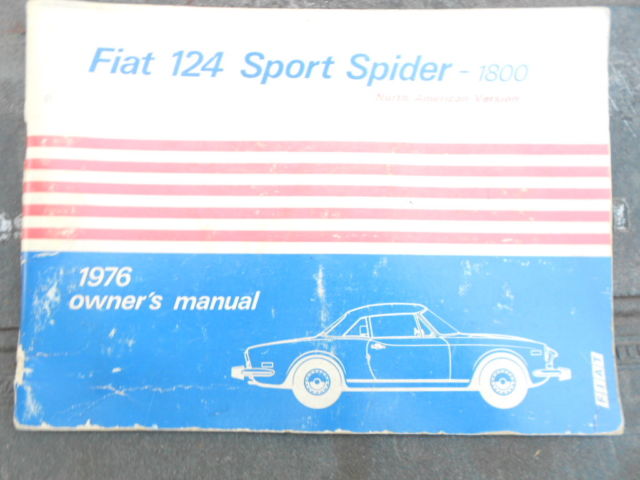 Fiat 124 Sport Spider - 1800
North American Version
1976
owner's manual
FIAT